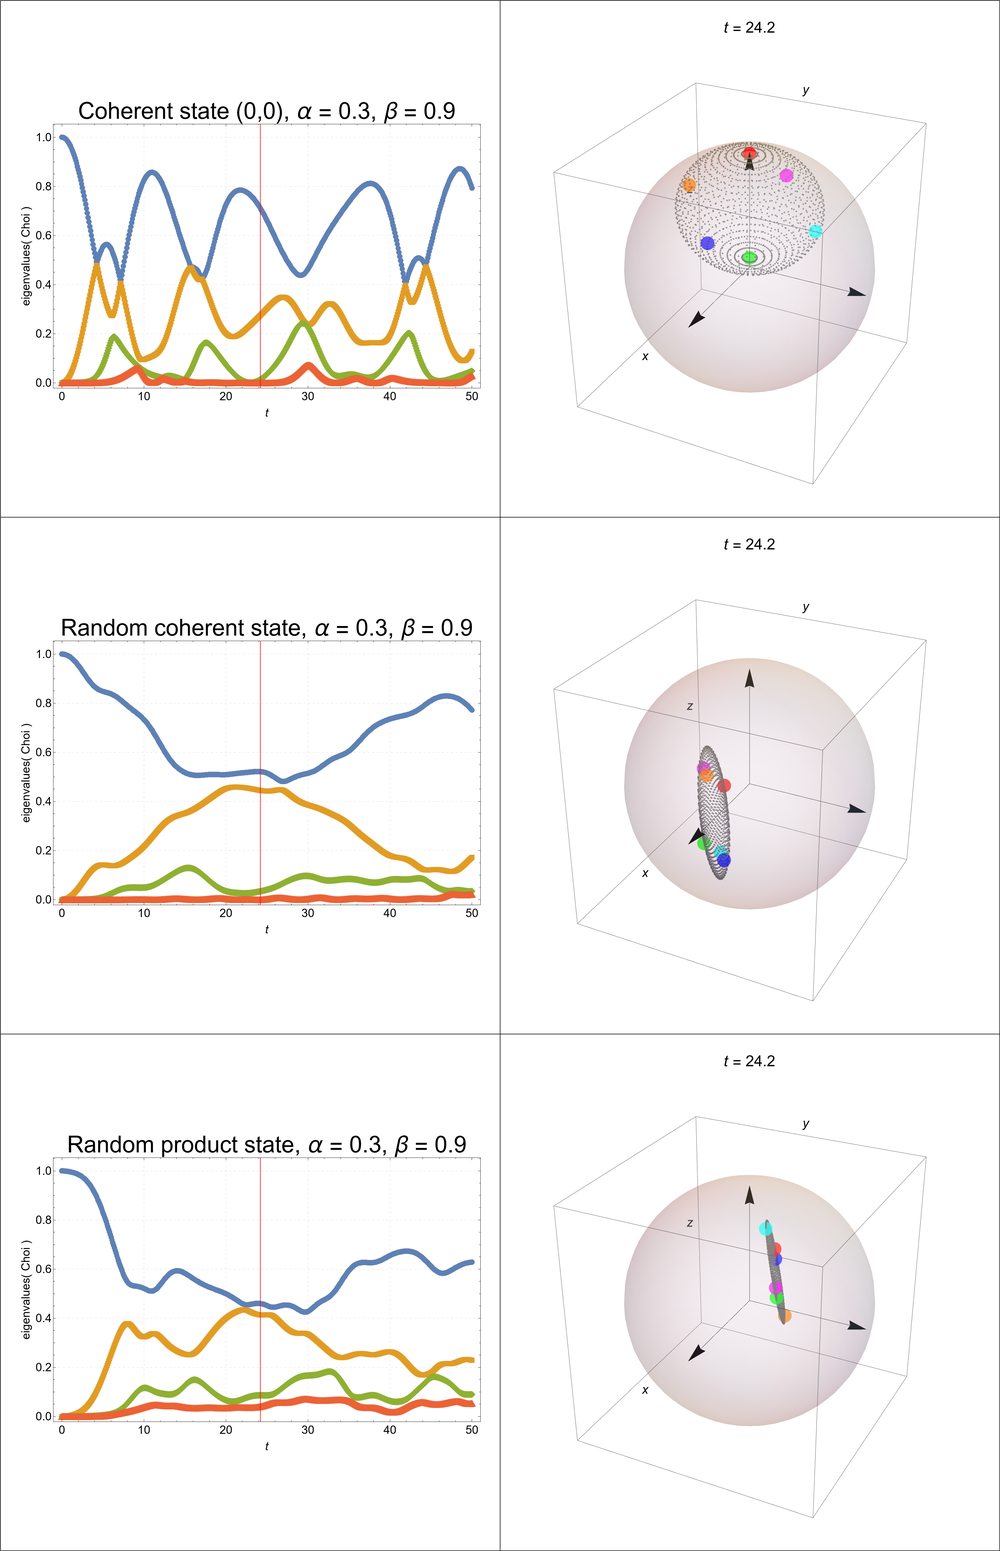 t = 24.2
y
Coherent state (0,0), α = 0.3, β = 0.9
1.0
0.8
0.6
0.4
0.2
0.0
eigenvalues( Choi )
0 10 20 30 40 50
t
x
t = 24.2
y
Random coherent state, α = 0.3, β = 0.9
1.0
0.8
0.6
0.4
0.2
0.0
eigenvalues( Choi )
0 10 20 30 40 50
t
z
x
t = 24.2
y
Random product state, α = 0.3, β = 0.9
1.0
0.8
0.6
0.4
0.2
0.0
eigenvalues( Choi )
0 10 20 30 40 50
t
z
x